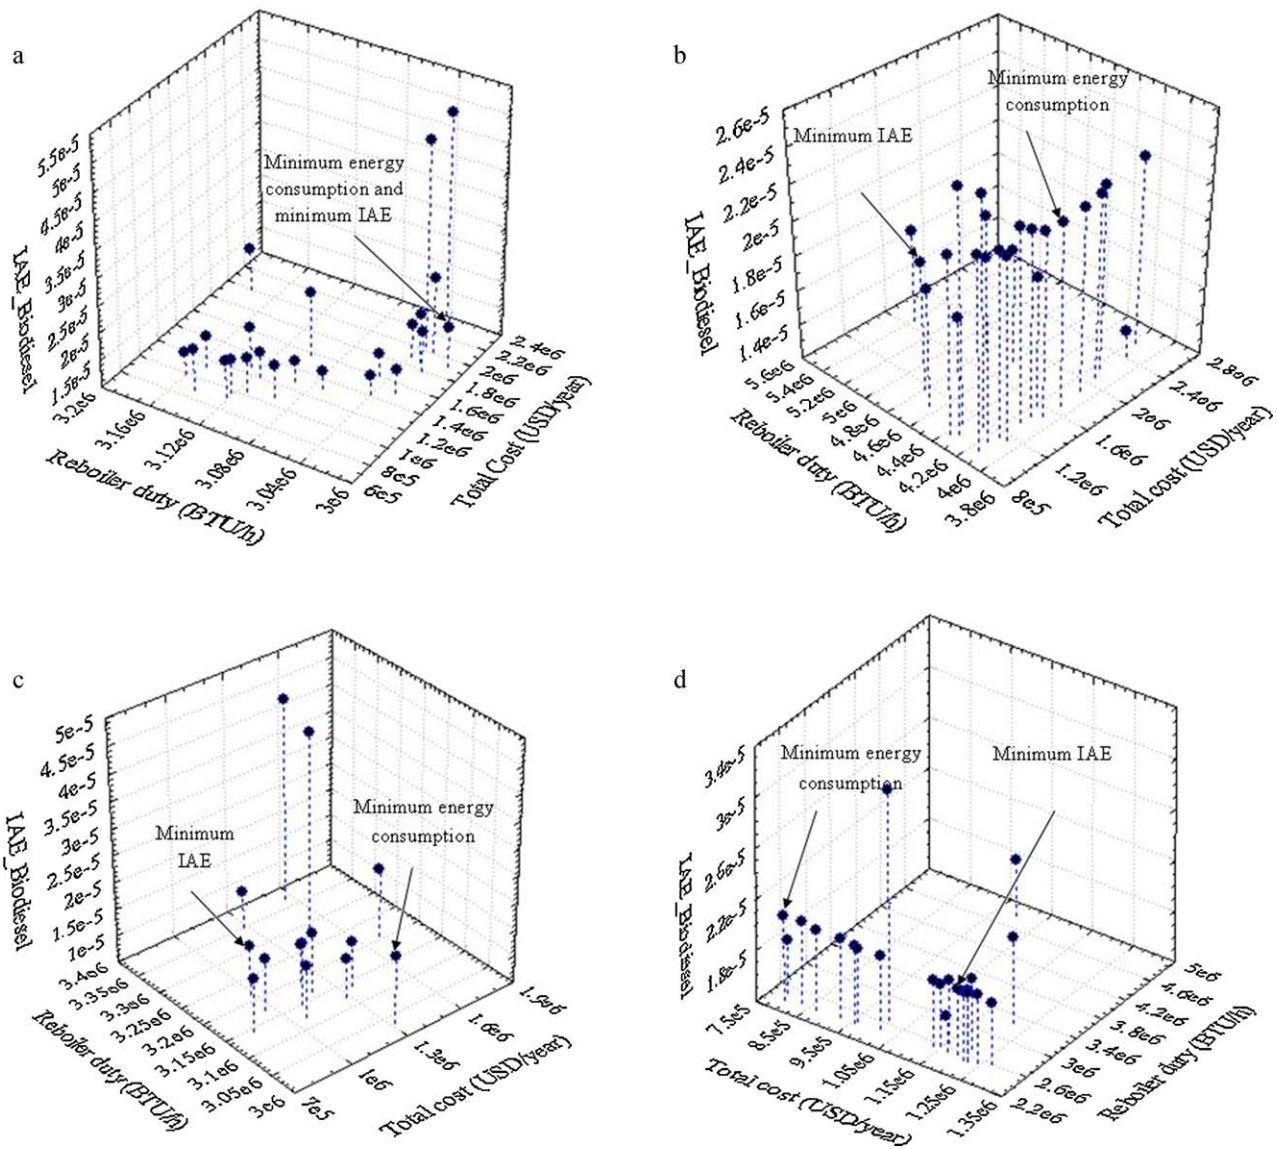 a
5.5e-5
5e-5
4.5e-5
4e-5
3.5e-5
3e-5
2.5e-5
2e-5
1.5e-5
IAE_Biodiesel
Minimum energy
consumption and
minimum IAE
3.2e6
3.16e6
3.12e6
3.08e6
3.04e6
3e6
Reboiler duty (BTU/h)
2.4e6
2.2e6
2e6
1.8e6
1.6e6
1.4e6
1.2e6
1e6
8e5
6e5
Total Cost (USD/year)
b
2.6e-5
2.4e-5
2.2e-5
2e-5
1.8e-5
1.6e-5
1.4e-5
IAE_Biodiesel
Minimum IAE
Minimum energy
consumption
5.6e6
5.4e6
5.2e6
5e6
4.8e6
4.6e6
4.4e6
4.2e6
4e6
3.8e6
Reboiler duty (BTU/h)
2.8e6
2.4e6
2e6
1.6e6
1.2e6
8e5
Total cost (USD/year)
c
5e-5
4.5e-5
4e-5
3.5e-5
3e-5
2.5e-5
2e-5
1.5e-5
1e-5
IAE_Biodiesel
Minimum
IAE
Minimum energy
consumption
3.4e6
3.35e6
3.3e6
3.25e6
3.2e6
3.15e6
3.1e6
3.05e6
3e6
Reboiler duty (BTU/h)
1.9e6
1.6e6
1.3e6
1e6
7e5
Total cost (USD/year)
d
3.4e-5
3e-5
2.6e-5
2.2e-5
1.8e-5
IAE_Biodiesel
Minimum energy
consumption
Minimum IAE
7.5e5
8.5e5
9.5e5
1.05e6
1.15e6
1.25e6
1.35e6
Total cost (USD/year)
5e6
4.6e6
4.2e6
3.8e6
3.4e6
3e6
2.6e6
2.2e6
Reboiler duty (BTU/h)